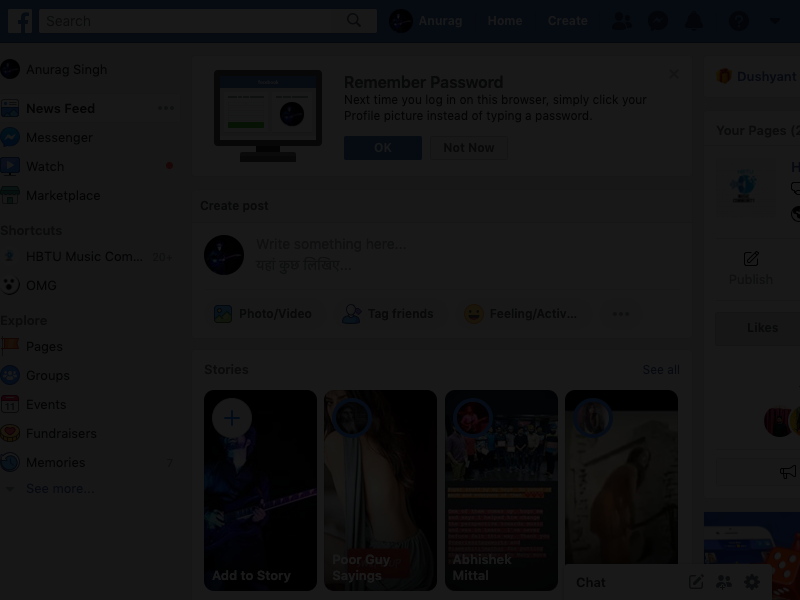 Search
Anurag
Home
Create
Anurag Singh
News Feed
Messenger
Watch
Marketplace
Shortcuts
HBTU Music Com... 20+
OMG
Explore
Pages
Groups
Events
Fundraisers
Memories 7
See more...
Remember Password
Next time you log in on this browser, simply click your
Profile picture instead of typing a password.
OK
Not Now
Create post
Write something here...
यहां कुछ लिखिए...
Photo/Video
Tag friends
Feeling/Activ...
Stories
See all
Add to Story
Poor Guy
Sayings
Abhishek
Mittal
Dushyant
Your Pages (2
H
Publish
Likes
Chat